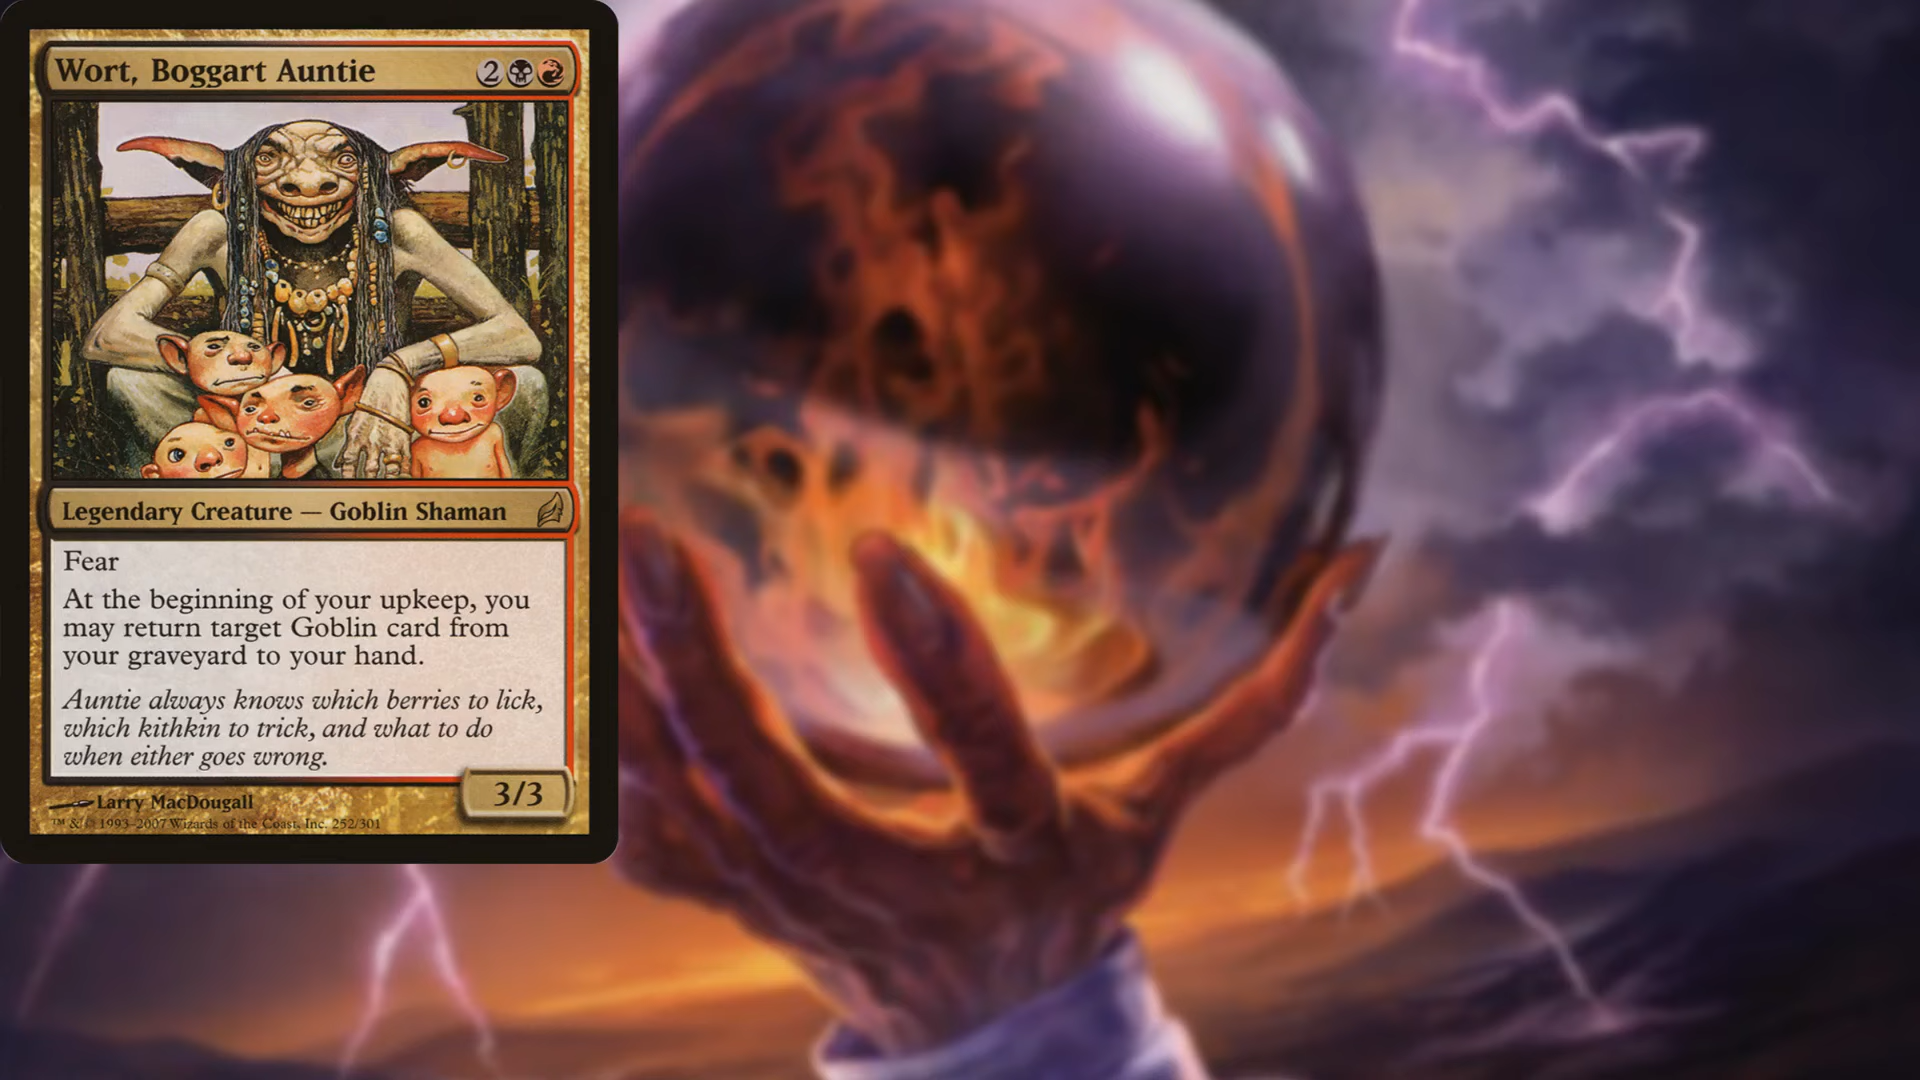 Wort, Boggart Auntie 2
Legendary Creature — Goblin Shaman
Fear
At the beginning of your upkeep, you
may return target Goblin card from
your graveyard to your hand.
Auntie always knows which berries to lick,
which kithkin to trick, and what to do
when either goes wrong.
3/3
Larry MacDougall
™ & © 1993–2007 Wizards of the Coast, Inc. 252/301